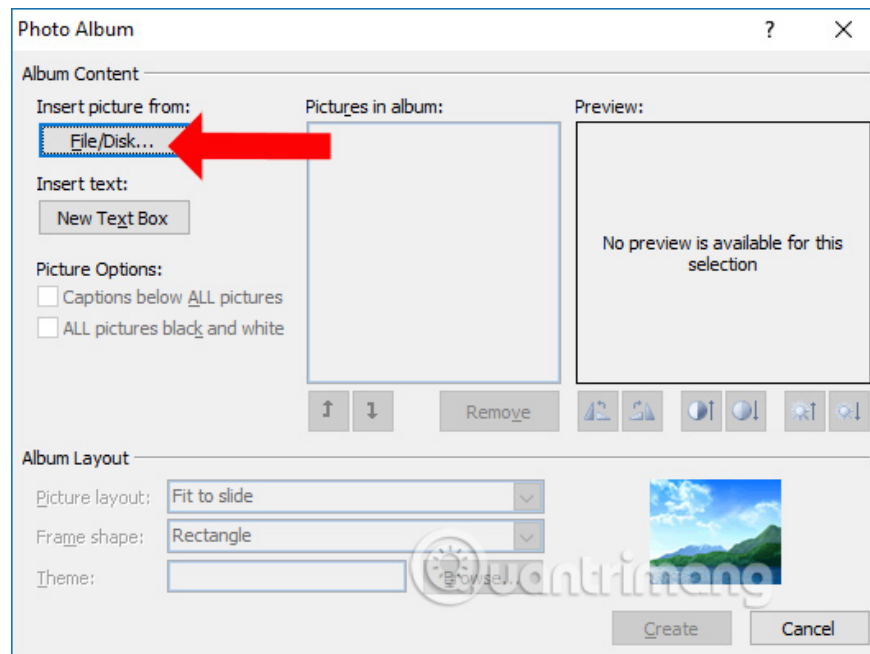 Photo Album
?
Album Content
Insert picture from:
Pictures in album:
Preview:
File/Disk...
Insert text:
New Text Box
No preview is available for this
selection
Picture Options:
Captions below ALL pictures
ALL pictures black and white
Remove
Album Layout
Picture layout:
Fit to slide
Frame shape:
Rectangle
Theme:
Browse...
Quantrimang
Create
Cancel